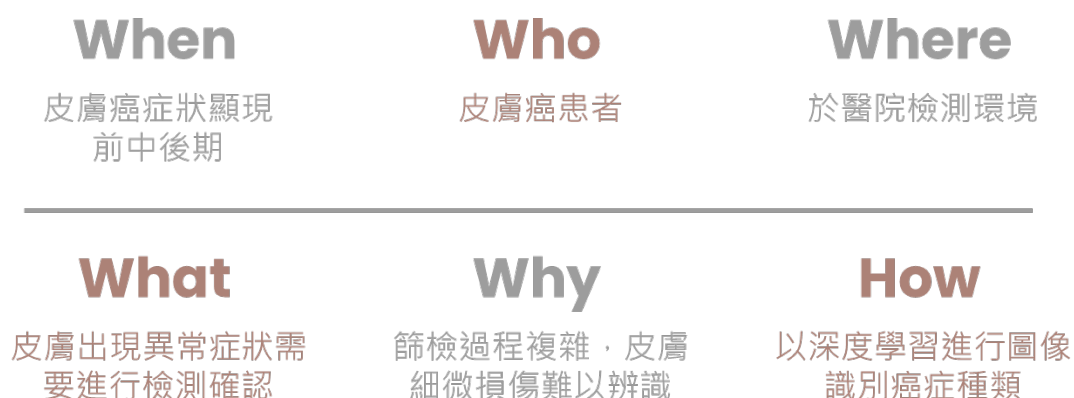 When
皮膚癌症狀顯現
前中後期
Who
皮膚癌患者
Where
於醫院檢測環境
What
皮膚出現異常症狀需
要進行檢測確認
Why
篩檢過程複雜，皮膚
細微損傷難以辨識
How
以深度學習進行圖像
識別癌症種類